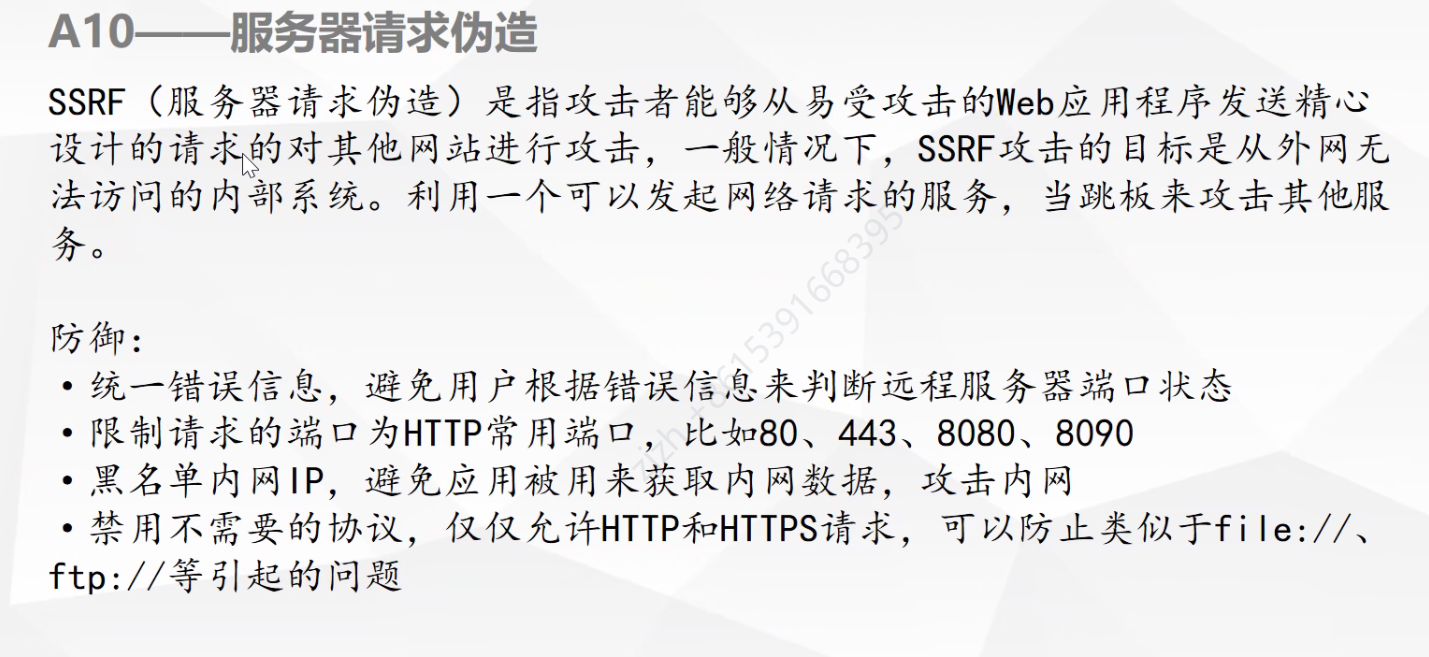 A10——服务器请求伪造
SSRF（服务器请求伪造）是指攻击者能够从易受攻击的Web应用程序发送精心
设计的请求的对其他网站进行攻击，一般情况下，SSRF攻击的目标是从外网无
法访问的内部系统。利用一个可以发起网络请求的服务，当跳板来攻击其他服
务。
防御：
•统一错误信息，避免用户根据错误信息来判断远程服务器端口状态
•限制请求的端口为HTTP常用端口，比如80、443、8080、8090
•黑名单内网IP，避免应用被用来获取内网数据，攻击内网
•禁用不需要的协议，仅仅允许HTTP和HTTPS请求，可以防止类似于file://、
ftp://等引起的问题
zizh +8615391668395